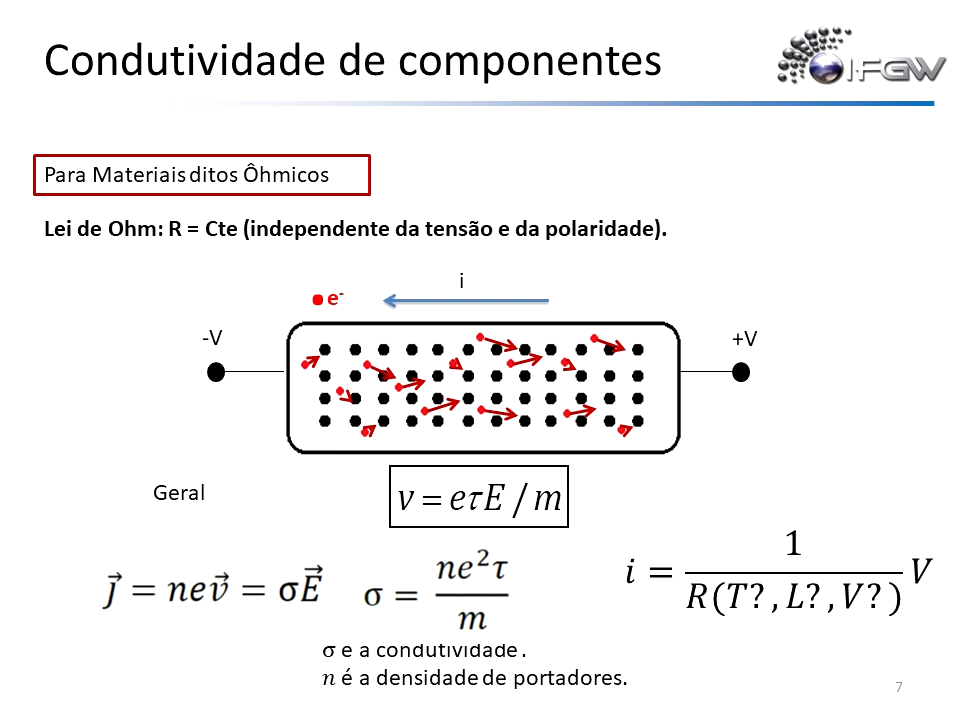 Condutividade de componentes
IFGW
Para Materiais ditos Ôhmicos
Lei de Ohm: R = Cte (independente da tensão e da polaridade).
i
e⁻
-V
+V
Geral
v = eτE / m
j⃗ = nev⃗ = σE⃗
σ = ne²τ / m
i = 1 / R(T? , L? , V? ) V
σ e a condutividade .
n é a densidade de portadores.
7